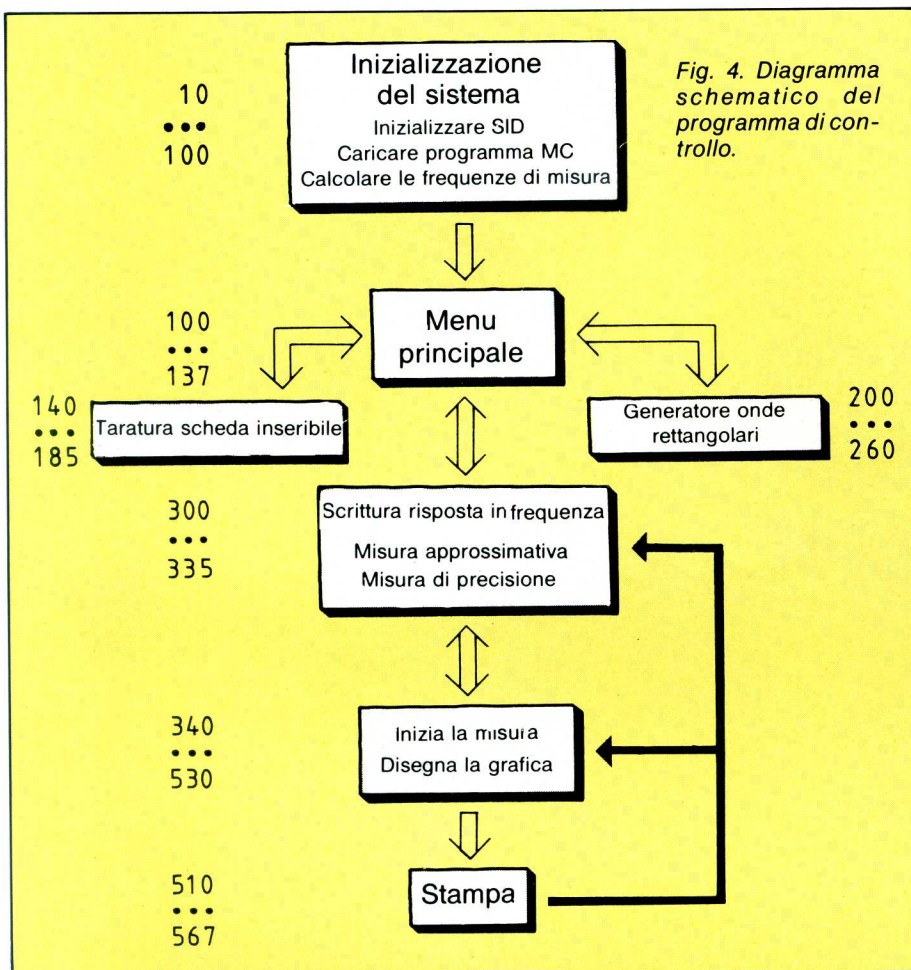 Inizializzazione
del sistema
Inizializzare SID
Caricare programma MC
Calcolare le frequenze di misura
10
•••
100
Fig. 4. Diagramma
schematico del
programma di con-
trollo.
Menu
principale
100
•••
137
140
•••
185
Taratura scheda inseribile
Generatore onde
rettangolari
200
•••
260
300
•••
335
Scrittura risposta in frequenza
Misura approssimativa
Misura di precisione
340
•••
530
Inizia la misura
Disegna la grafica
510
•••
567
Stampa